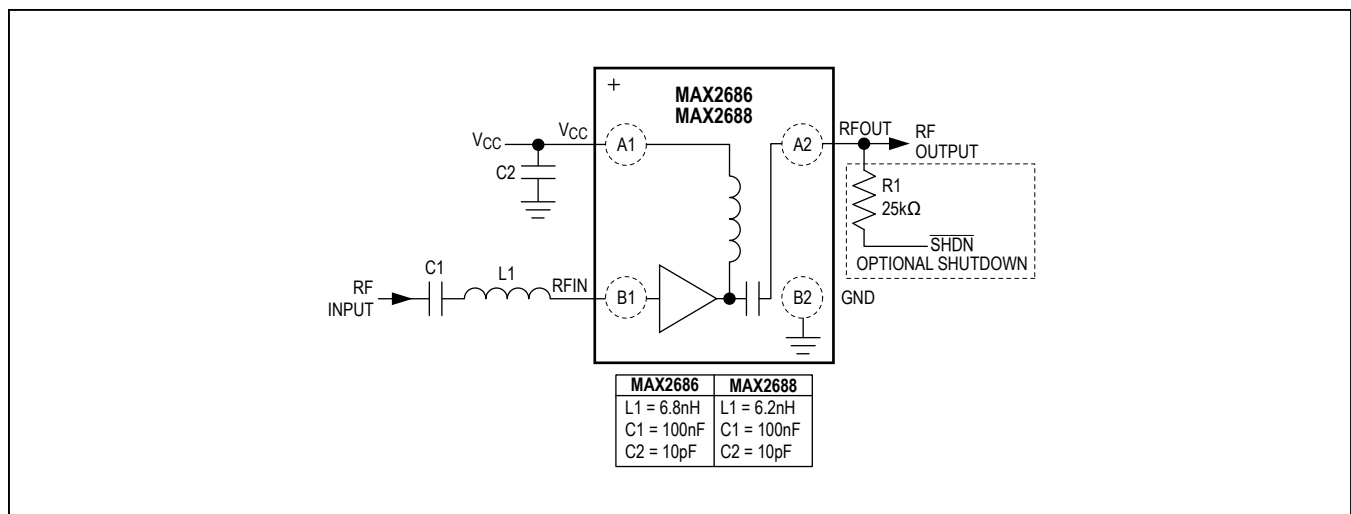 +
MAX2686
MAX2688
VCC
VCC
A1
A2
RFOUT
RF
OUTPUT
C2
R1
25kΩ
SHDN
OPTIONAL SHUTDOWN
C1
L1
RFIN
RF
INPUT
B1
B2
GND
MAX2686 MAX2688
L1 = 6.8nH L1 = 6.2nH
C1 = 100nF C1 = 100nF
C2 = 10pF C2 = 10pF